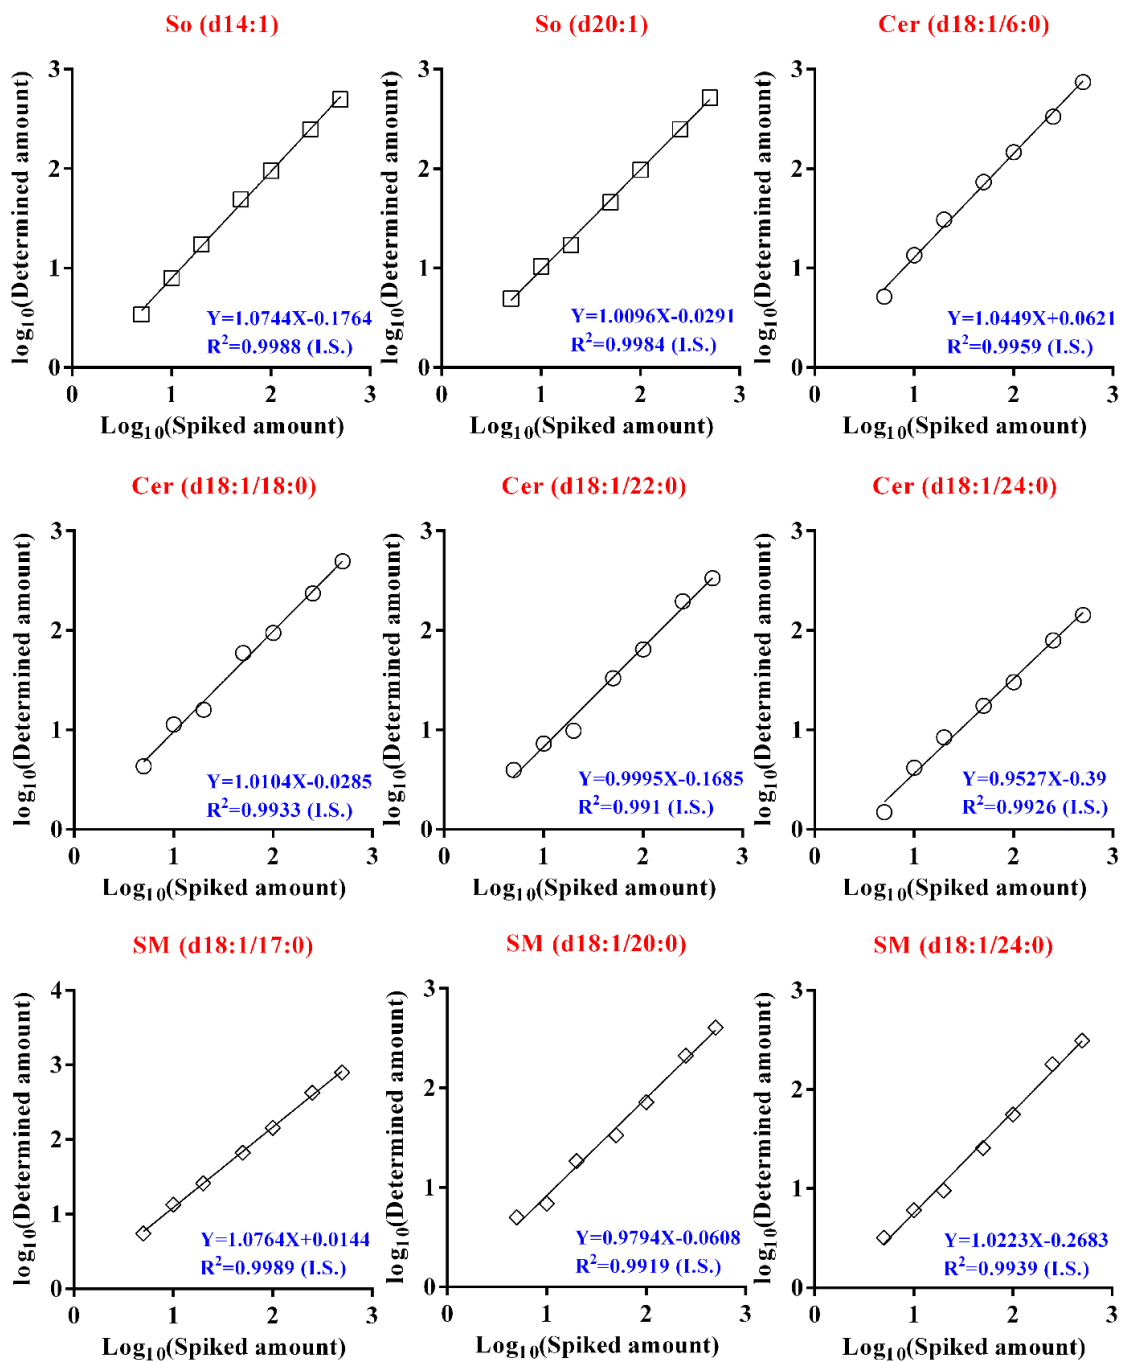 So (d14:1)
log10(Determined amount)
3
2
1
0
Y=1.0744X-0.1764
R2=0.9988 (I.S.)
0 1 2 3
Log10(Spiked amount)
So (d20:1)
log10(Determined amount)
3
2
1
0
Y=1.0096X-0.0291
R2=0.9984 (I.S.)
0 1 2 3
Log10(Spiked amount)
Cer (d18:1/6:0)
log10(Determined amount)
3
2
1
0
Y=1.0449X+0.0621
R2=0.9959 (I.S.)
0 1 2 3
Log10(Spiked amount)
Cer (d18:1/18:0)
log10(Determined amount)
3
2
1
0
Y=1.0104X-0.0285
R2=0.9933 (I.S.)
0 1 2 3
Log10(Spiked amount)
Cer (d18:1/22:0)
log10(Determined amount)
3
2
1
0
Y=0.9995X-0.1685
R2=0.991 (I.S.)
0 1 2 3
Log10(Spiked amount)
Cer (d18:1/24:0)
log10(Determined amount)
3
2
1
0
Y=0.9527X-0.39
R2=0.9926 (I.S.)
0 1 2 3
Log10(Spiked amount)
SM (d18:1/17:0)
log10(Determined amount)
4
3
2
1
0
Y=1.0764X+0.0144
R2=0.9989 (I.S.)
0 1 2 3
Log10(Spiked amount)
SM (d18:1/20:0)
log10(Determined amount)
3
2
1
0
Y=0.9794X-0.0608
R2=0.9919 (I.S.)
0 1 2 3
Log10(Spiked amount)
SM (d18:1/24:0)
log10(Determined amount)
3
2
1
0
Y=1.0223X-0.2683
R2=0.9939 (I.S.)
0 1 2 3
Log10(Spiked amount)